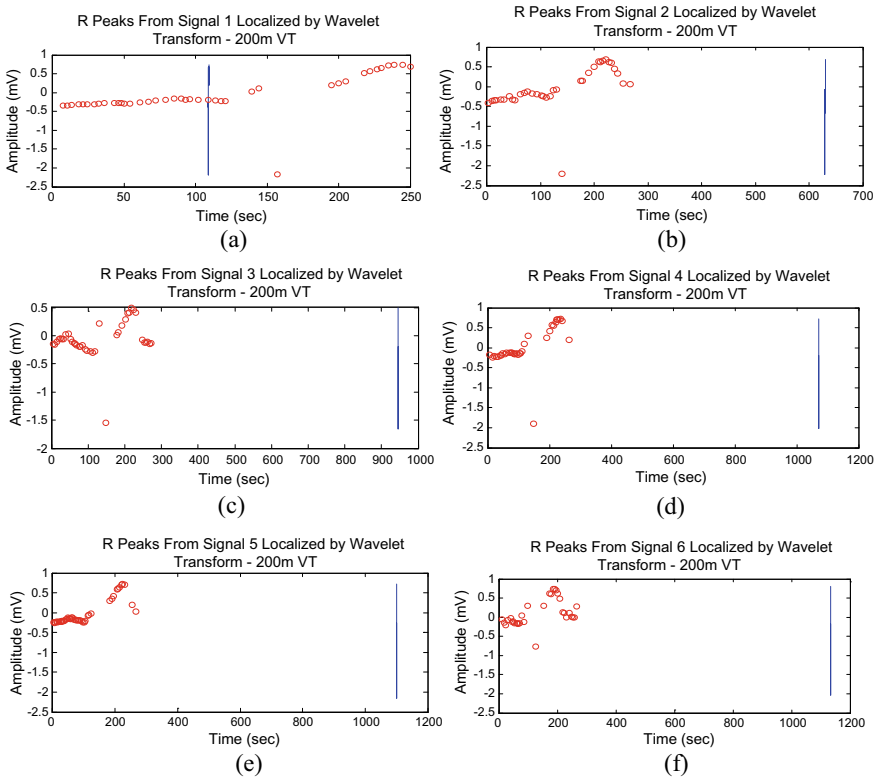 R Peaks From Signal 1 Localized by Wavelet
Transform - 200m VT
Amplitude (mV)
1
0.5
0
-0.5
-1
-1.5
-2
-2.5
0 50 100 150 200 250
Time (sec)
(a)
R Peaks From Signal 2 Localized by Wavelet
Transform - 200m VT
Amplitude (mV)
1
0.5
0
-0.5
-1
-1.5
-2
-2.5
0 100 200 300 400 500 600 700
Time (sec)
(b)
R Peaks From Signal 3 Localized by Wavelet
Transform - 200m VT
Amplitude (mV)
0.5
0
-0.5
-1
-1.5
-2
0 100 200 300 400 500 600 700 800 900 1000
Time (sec)
(c)
R Peaks From Signal 4 Localized by Wavelet
Transform - 200m VT
Amplitude (mV)
1
0.5
0
-0.5
-1
-1.5
-2
-2.5
0 200 400 600 800 1000 1200
Time (sec)
(d)
R Peaks From Signal 5 Localized by Wavelet
Transform - 200m VT
Amplitude (mV)
1
0.5
0
-0.5
-1
-1.5
-2
-2.5
0 200 400 600 800 1000 1200
Time (sec)
(e)
R Peaks From Signal 6 Localized by Wavelet
Transform - 200m VT
Amplitude (mV)
1
0.5
0
-0.5
-1
-1.5
-2
-2.5
0 200 400 600 800 1000 1200
Time (sec)
(f)